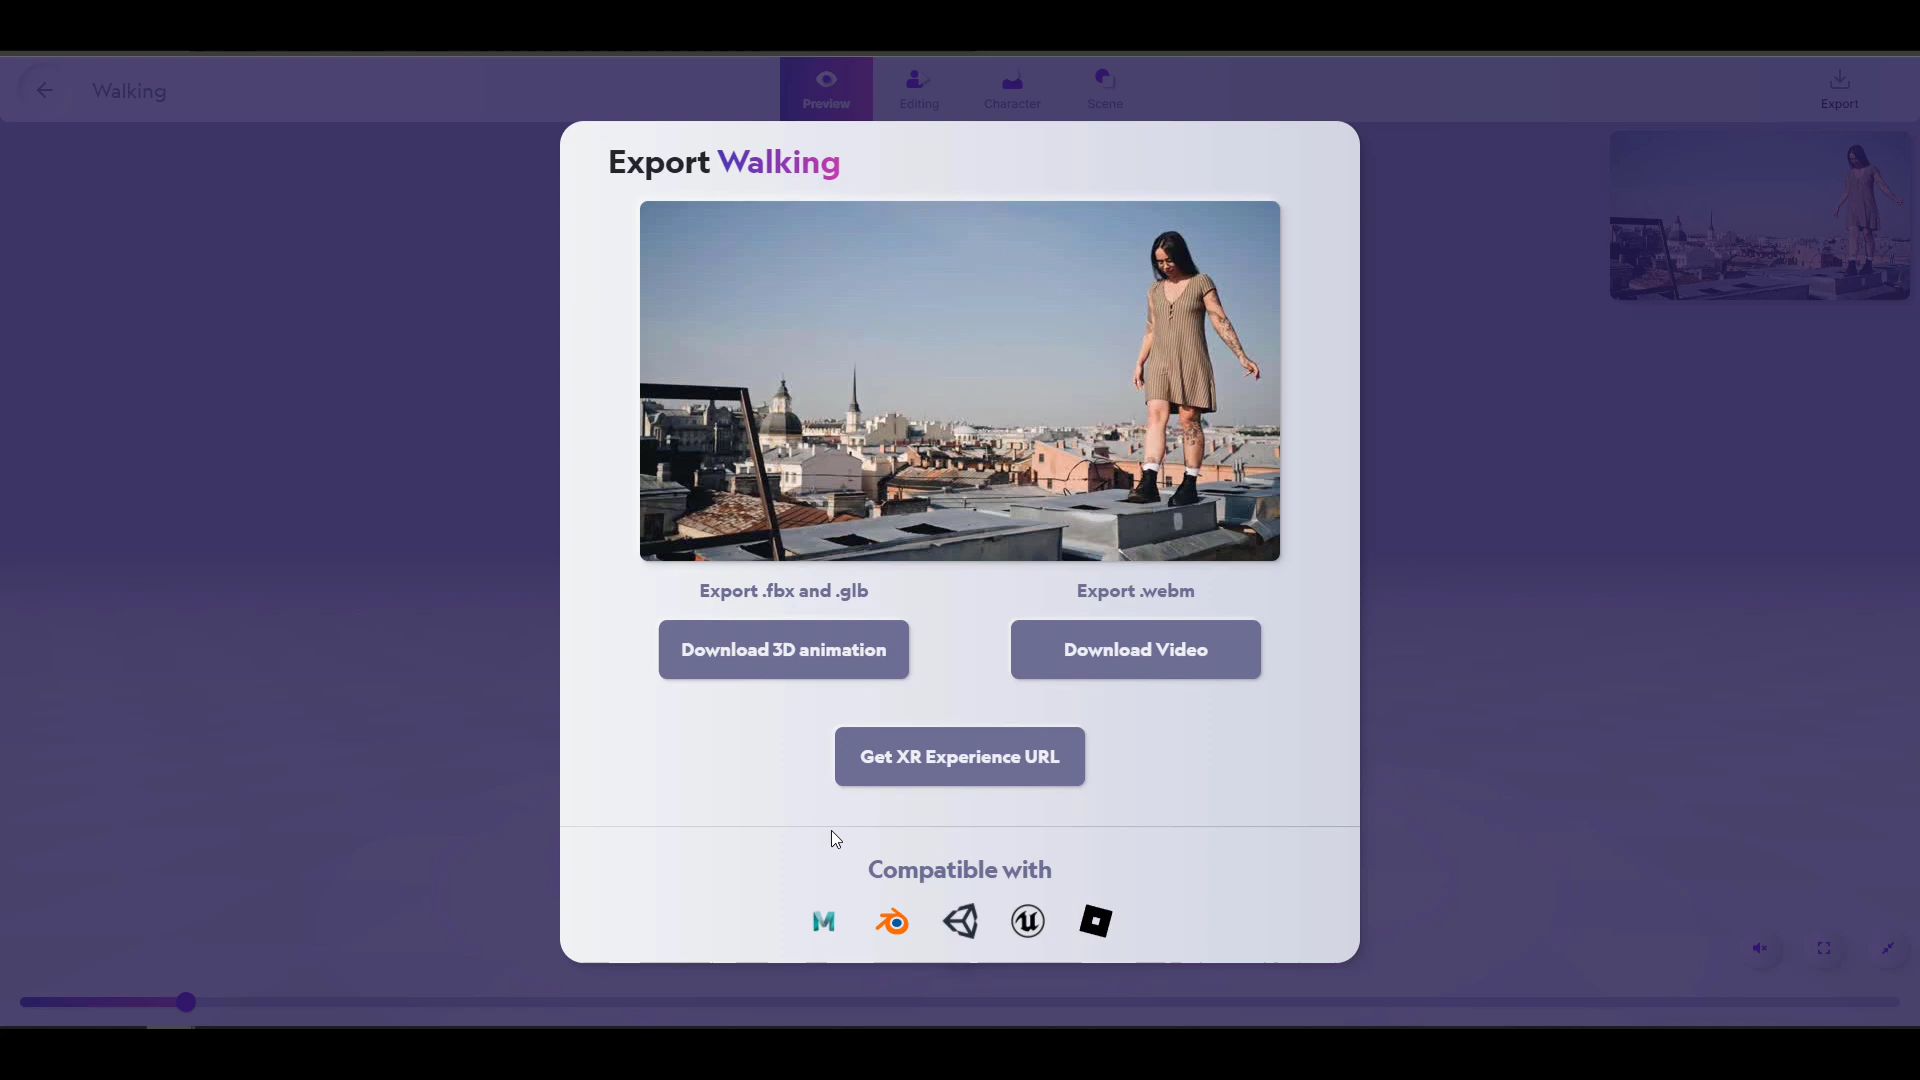 Walking
Preview
Editing
Character
Scene
Export
Export Walking
Export .fbx and .glb
Export .webm
Download 3D animation
Download Video
Get XR Experience URL
Compatible with